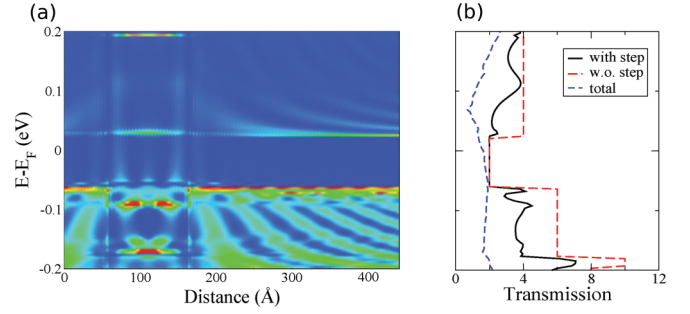 (a)
0.2
0.1
0
-0.1
-0.2
E-E_F (eV)
0
100
200
300
400
Distance (Å)
(b)
with step
w.o. step
total
0
4
8
12
Transmission